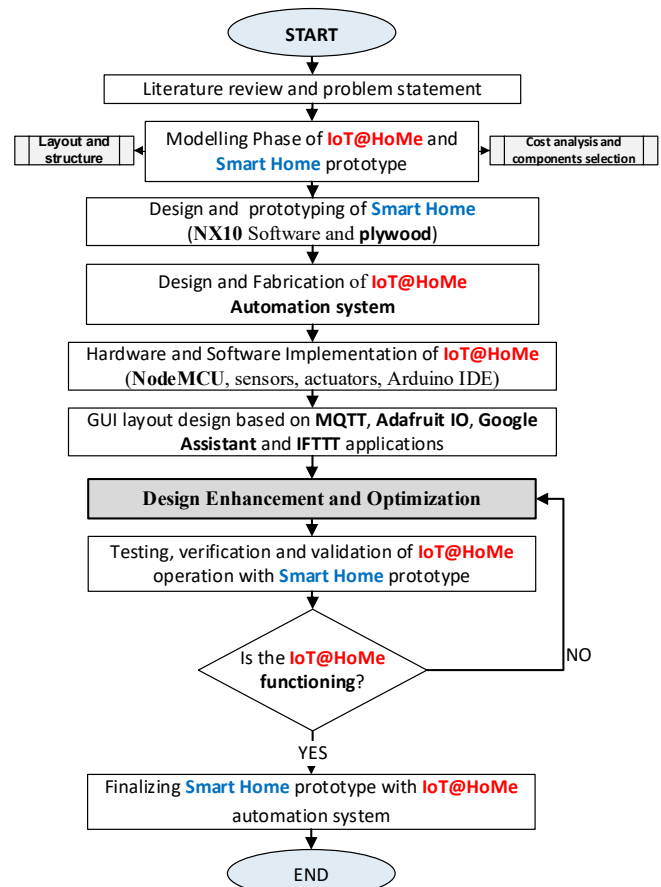 START
Literature review and problem statement
Modelling Phase of IoT@HoMe and
Smart Home prototype
Layout and
structure
Cost analysis and
components selection
Design and prototyping of Smart Home
(NX10 Software and plywood)
Design and Fabrication of IoT@HoMe
Automation system
Hardware and Software Implementation of IoT@HoMe
(NodeMCU, sensors, actuators, Arduino IDE)
GUI layout design based on MQTT, Adafruit IO, Google
Assistant and IFTTT applications
Design Enhancement and Optimization
Testing, verification and validation of IoT@HoMe
operation with Smart Home prototype
Is the IoT@HoMe
functioning?
NO
YES
Finalizing Smart Home prototype with IoT@HoMe
automation system
END